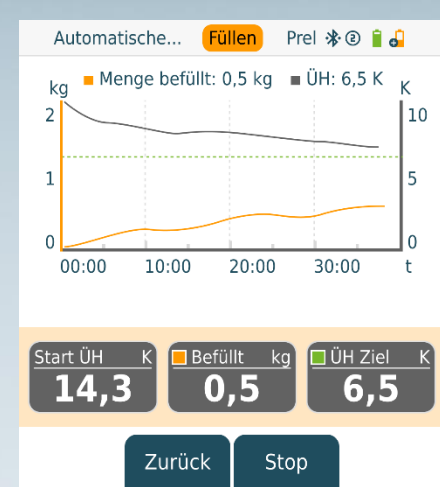 Automatische... Füllen Prel ②
kg Menge befüllt: 0,5 kg ÜH: 6,5 K K
2 10
1 5
0 0
00:00 10:00 20:00 30:00 t
Start ÜH K Befüllt kg ÜH Ziel K
14,3 0,5 6,5
Zurück Stop